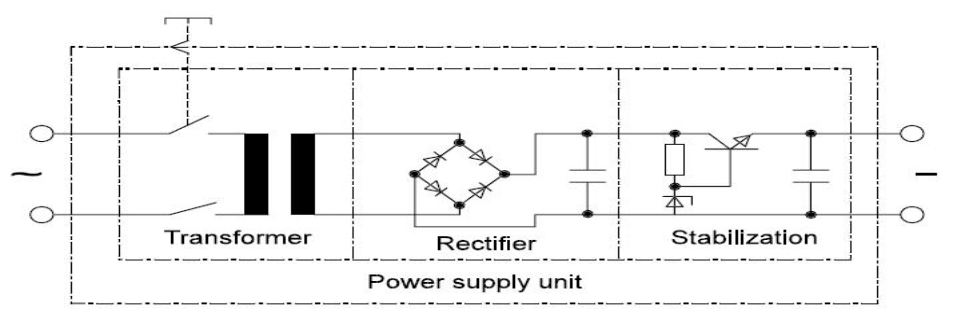 ~
Transformer
Rectifier
Stabilization
Power supply unit